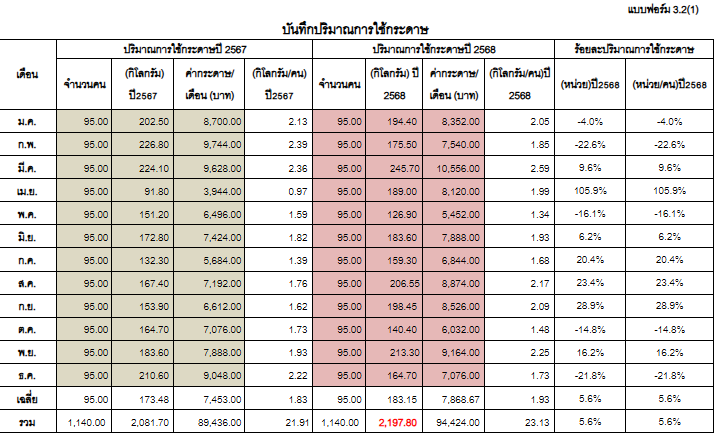 แบบฟอร์ม 3.2(1)
บันทึกปริมาณการใช้กระดาษ
เดือน ปริมาณการใช้กระดาษปี 2567 ปริมาณการใช้กระดาษปี 2568 ร้อยละปริมาณการใช้กระดาษ
จำนวนคน (กิโลกรัม) ปี2567 ค่ากระดาษ/เดือน (บาท) (กิโลกรัม/คน) ปี2567 จำนวนคน (กิโลกรัม) ปี 2568 ค่ากระดาษ/เดือน (บาท) (กิโลกรัม/คน)ปี 2568 (หน่วย)ปี2568 (หน่วย/คน)ปี2568
ม.ค. 95.00 202.50 8,700.00 2.13 95.00 194.40 8,352.00 2.05 -4.0% -4.0%
ก.พ. 95.00 226.80 9,744.00 2.39 95.00 175.50 7,540.00 1.85 -22.6% -22.6%
มี.ค. 95.00 224.10 9,628.00 2.36 95.00 245.70 10,556.00 2.59 9.6% 9.6%
เม.ย. 95.00 91.80 3,944.00 0.97 95.00 189.00 8,120.00 1.99 105.9% 105.9%
พ.ค. 95.00 151.20 6,496.00 1.59 95.00 126.90 5,452.00 1.34 -16.1% -16.1%
มิ.ย. 95.00 172.80 7,424.00 1.82 95.00 183.60 7,888.00 1.93 6.2% 6.2%
ก.ค. 95.00 132.30 5,684.00 1.39 95.00 159.30 6,844.00 1.68 20.4% 20.4%
ส.ค. 95.00 167.40 7,192.00 1.76 95.00 206.55 8,874.00 2.17 23.4% 23.4%
ก.ย. 95.00 153.90 6,612.00 1.62 95.00 198.45 8,526.00 2.09 28.9% 28.9%
ต.ค. 95.00 164.70 7,076.00 1.73 95.00 140.40 6,032.00 1.48 -14.8% -14.8%
พ.ย. 95.00 183.60 7,888.00 1.93 95.00 213.30 9,164.00 2.25 16.2% 16.2%
ธ.ค. 95.00 210.60 9,048.00 2.22 95.00 164.70 7,076.00 1.73 -21.8% -21.8%
เฉลี่ย 95.00 173.48 7,453.00 1.83 95.00 183.15 7,868.67 1.93 5.6% 5.6%
รวม 1,140.00 2,081.70 89,436.00 21.91 1,140.00 2,197.80 94,424.00 23.13 5.6% 5.6%